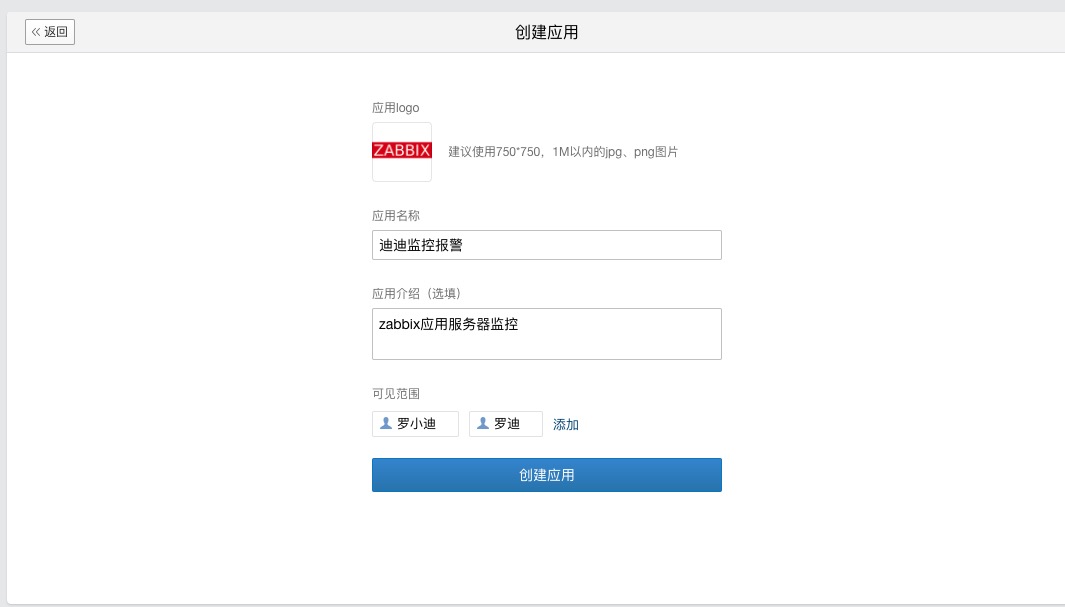 返回
创建应用
应用logo
ZABBIX
建议使用750*750，1M以内的jpg、png图片
应用名称
迪迪监控报警
应用介绍（选填）
zabbix应用服务器监控
可见范围
罗小迪 罗迪 添加
创建应用